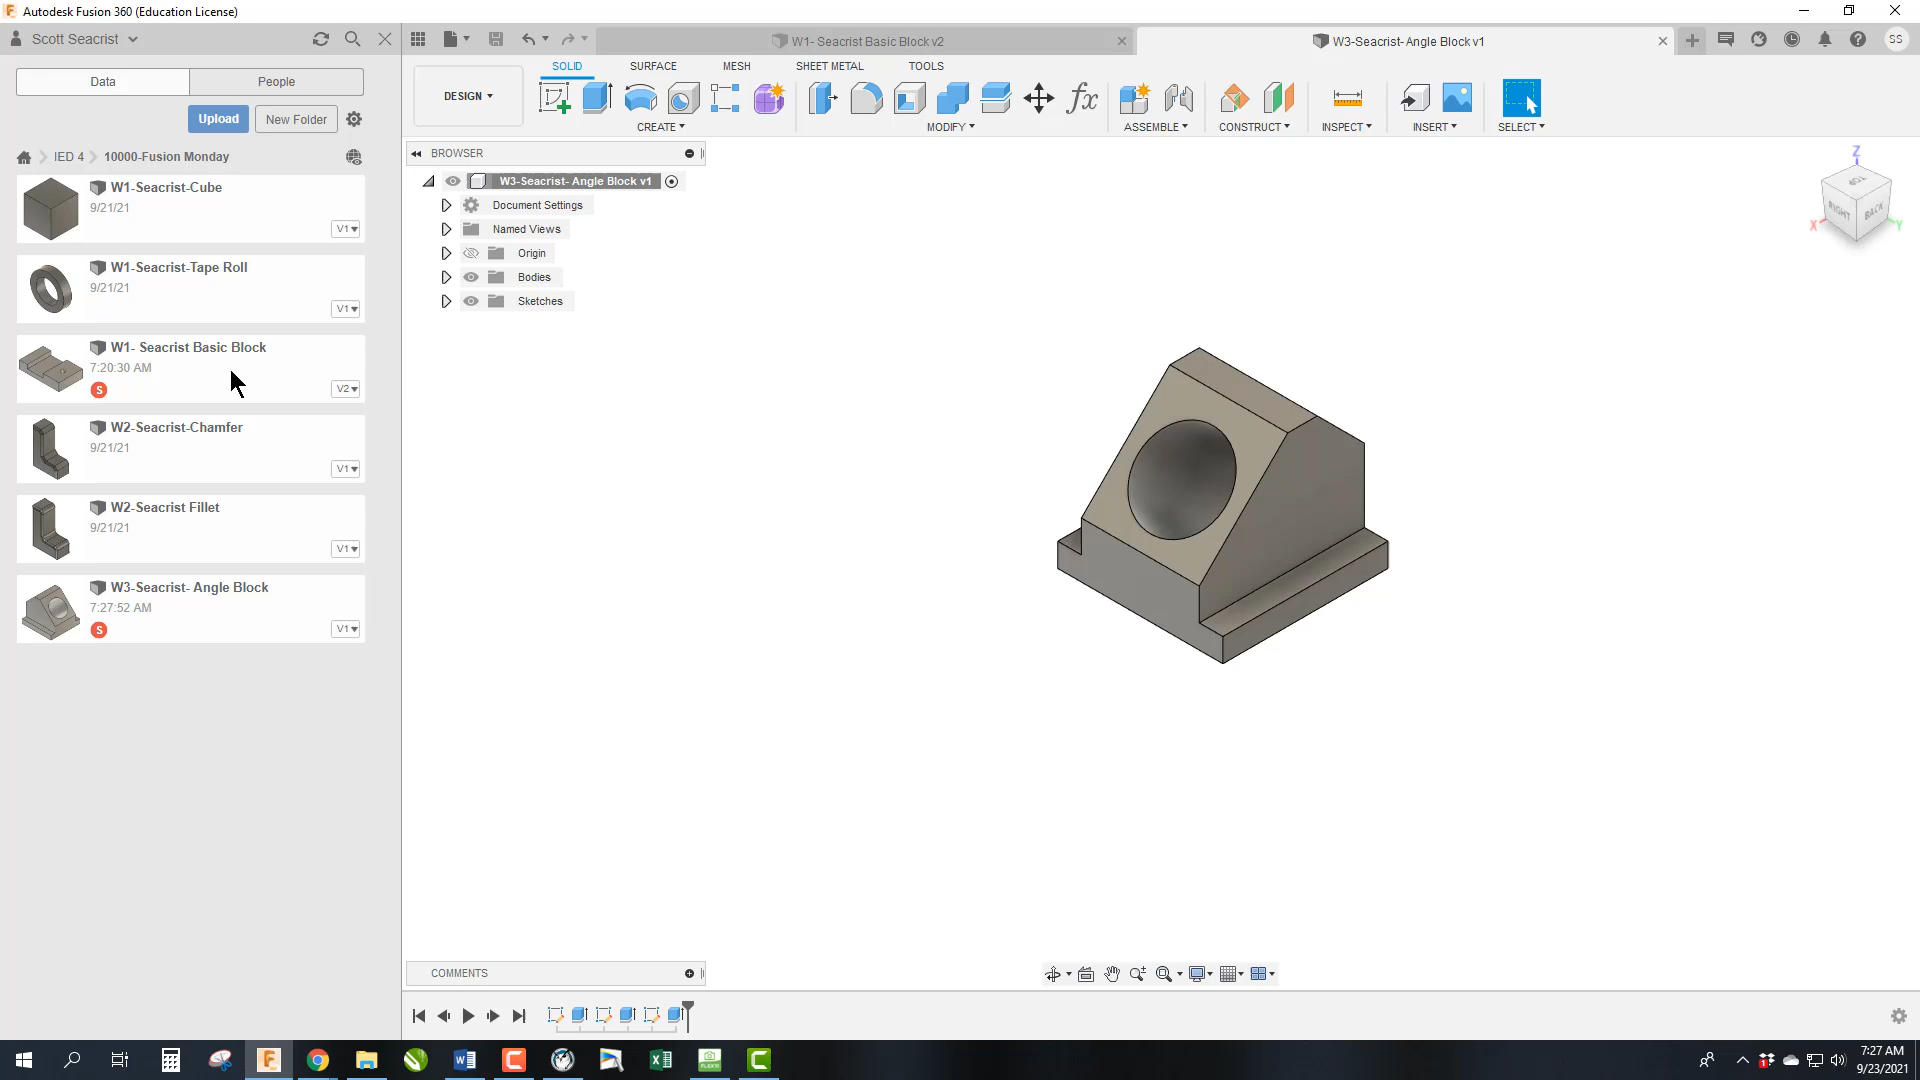 Autodesk Fusion 360 (Education License)
Scott Seacrist
Data
People
Upload
New Folder
IED 4
10000-Fusion Monday
W1-Seacrist-Cube
9/21/21
V1
W1-Seacrist-Tape Roll
9/21/21
V1
W1- Seacrist Basic Block
7:20:30 AM
S
V2
W2-Seacrist-Chamfer
9/21/21
V1
W2-Seacrist Fillet
9/21/21
V1
W3-Seacrist- Angle Block
7:27:52 AM
S
V1
W1- Seacrist Basic Block v2
W3-Seacrist- Angle Block v1
SS
DESIGN
SOLID
SURFACE
MESH
SHEET METAL
TOOLS
fx
CREATE
MODIFY
ASSEMBLE
CONSTRUCT
INSPECT
INSERT
SELECT
BROWSER
W3-Seacrist- Angle Block v1
Document Settings
Named Views
Origin
Bodies
Sketches
Z
TOP
RIGHT
BACK
X
Y
COMMENTS
7:27 AM
9/23/2021